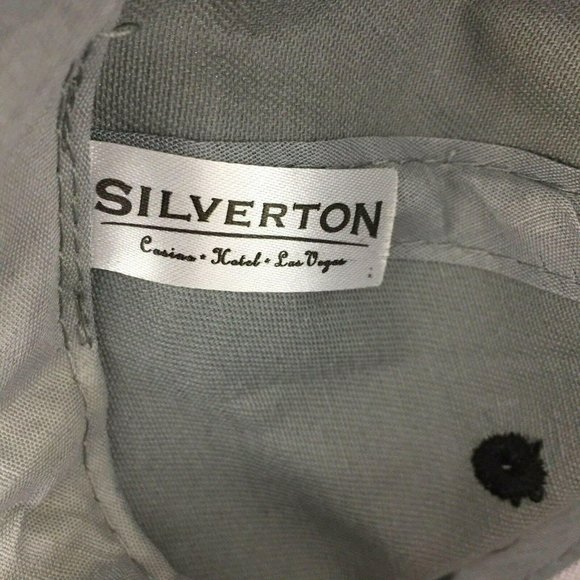 SILVERTON
Casino • Hotel • Las Vegas